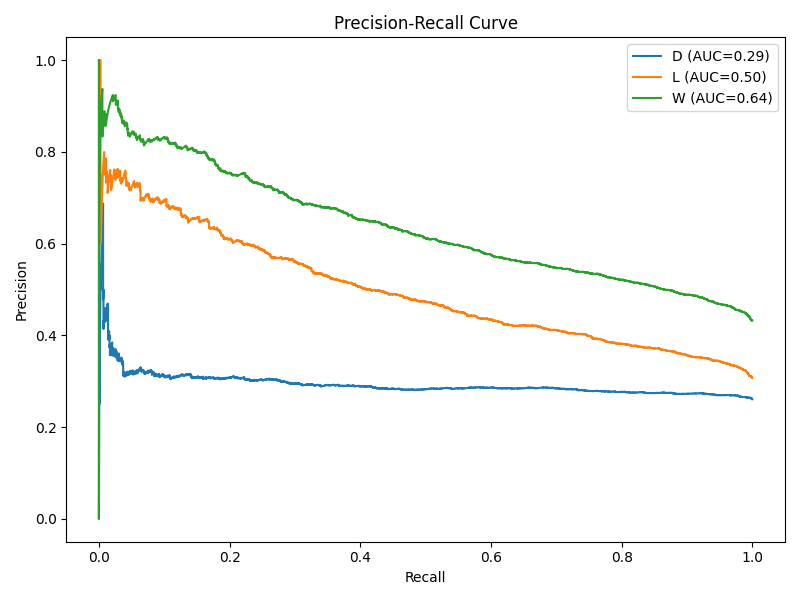 Precision-Recall Curve
D (AUC=0.29)
L (AUC=0.50)
W (AUC=0.64)
Precision
1.0
0.8
0.6
0.4
0.2
0.0
0.0 0.2 0.4 0.6 0.8 1.0
Recall